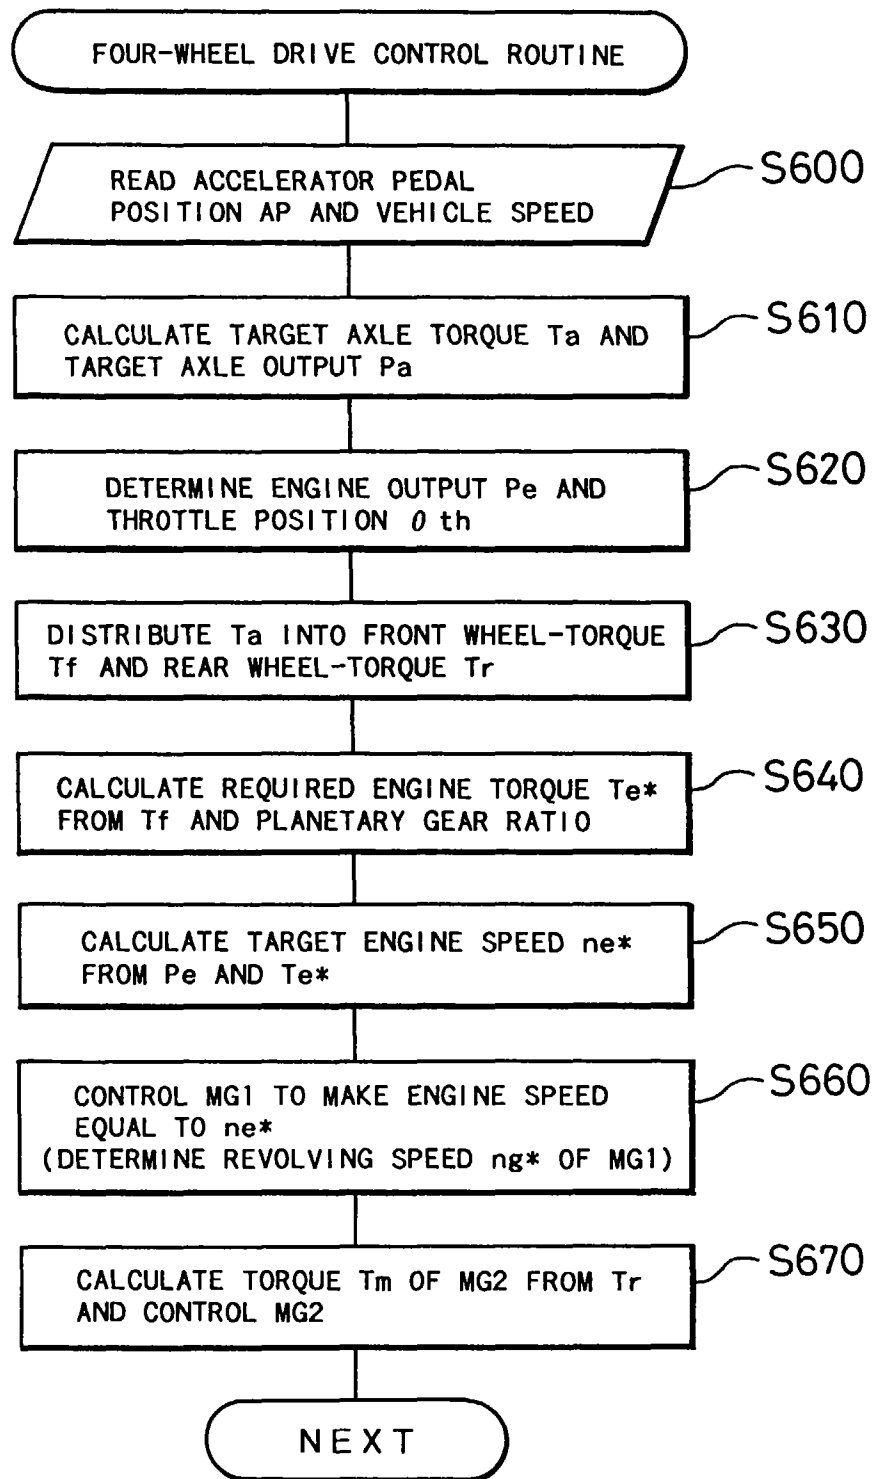 FOUR-WHEEL DRIVE CONTROL ROUTINE
READ ACCELERATOR PEDAL
POSITION AP AND VEHICLE SPEED
S600
CALCULATE TARGET AXLE TORQUE Ta AND
TARGET AXLE OUTPUT Pa
S610
DETERMINE ENGINE OUTPUT Pe AND
THROTTLE POSITION θ th
S620
DISTRIBUTE Ta INTO FRONT WHEEL-TORQUE
Tf AND REAR WHEEL-TORQUE Tr
S630
CALCULATE REQUIRED ENGINE TORQUE Te*
FROM Tf AND PLANETARY GEAR RATIO
S640
CALCULATE TARGET ENGINE SPEED ne*
FROM Pe AND Te*
S650
CONTROL MG1 TO MAKE ENGINE SPEED
EQUAL TO ne*
(DETERMINE REVOLVING SPEED ng* OF MG1)
S660
CALCULATE TORQUE Tm OF MG2 FROM Tr
AND CONTROL MG2
S670
NEXT